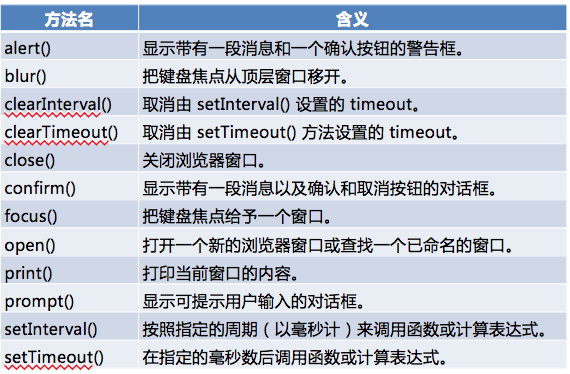 方法名 含义
alert() 显示带有一段消息和一个确认按钮的警告框。
blur() 把键盘焦点从顶层窗口移开。
clearInterval() 取消由 setInterval() 设置的 timeout。
clearTimeout() 取消由 setTimeout() 方法设置的 timeout。
close() 关闭浏览器窗口。
confirm() 显示带有一段消息以及确认和取消按钮的对话框。
focus() 把键盘焦点给予一个窗口。
open() 打开一个新的浏览器窗口或查找一个已命名的窗口。
print() 打印当前窗口的内容。
prompt() 显示可提示用户输入的对话框。
setInterval() 按照指定的周期（以毫秒计）来调用函数或计算表达式。
setTimeout() 在指定的毫秒数后调用函数或计算表达式。